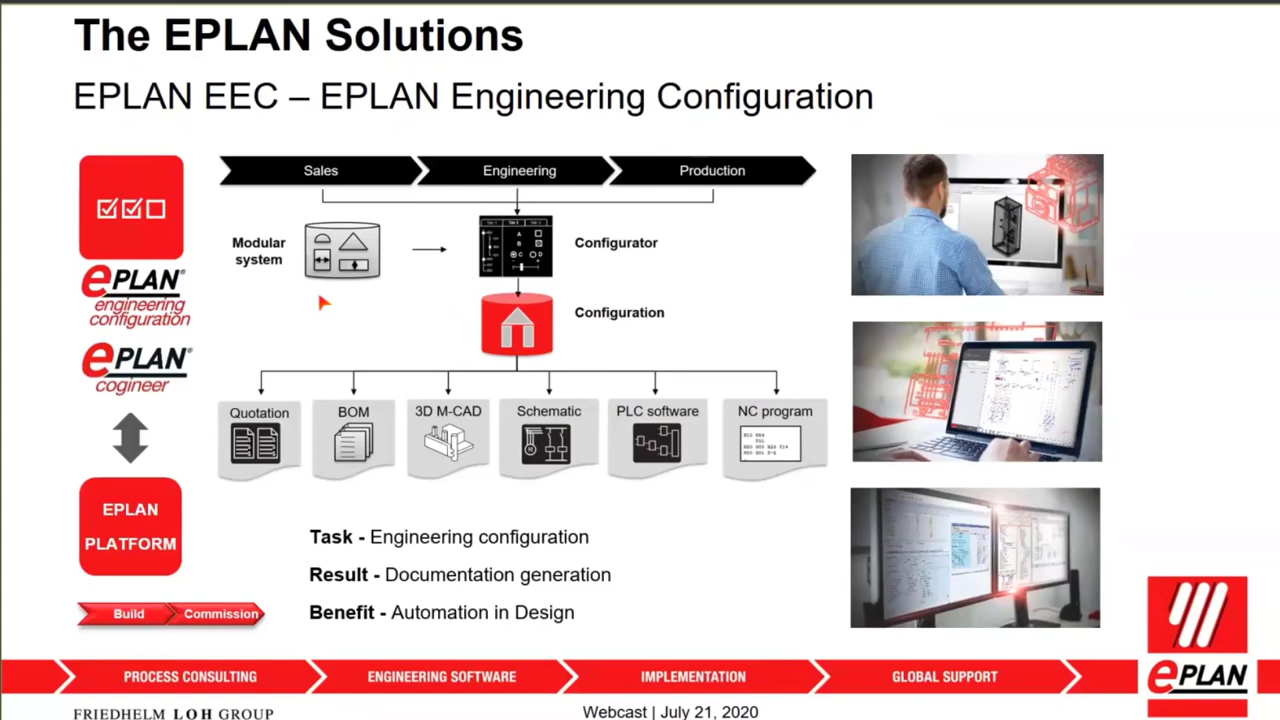 The EPLAN Solutions
EPLAN EEC – EPLAN Engineering Configuration
Sales
Engineering
Production
Modular
system
Configurator
Configuration
ePLAN®
engineering
configuration
ePLAN®
cogineer
Quotation
BOM
3D M-CAD
Schematic
PLC software
NC program
EPLAN
PLATFORM
Task - Engineering configuration
Result - Documentation generation
Benefit - Automation in Design
Build
Commission
PROCESS CONSULTING
ENGINEERING SOFTWARE
IMPLEMENTATION
GLOBAL SUPPORT
ePLAN
FRIEDHELM LOH GROUP
Webcast | July 21, 2020